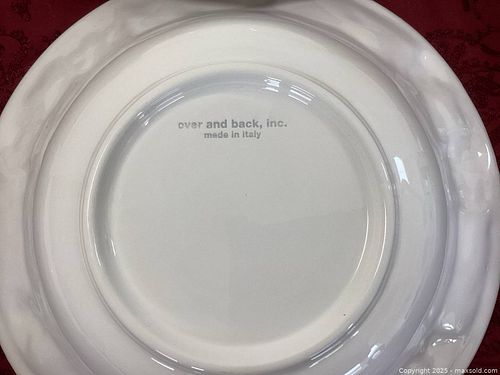 over and back, inc.
made in italy
Copyright 2025 - maxsold.com